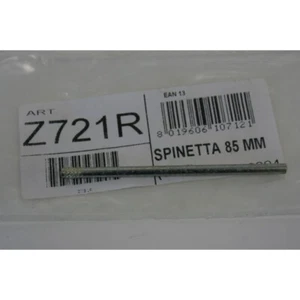 ART
Z721R
EAN 13
8 019606 107121
SPINETTA 85 MM